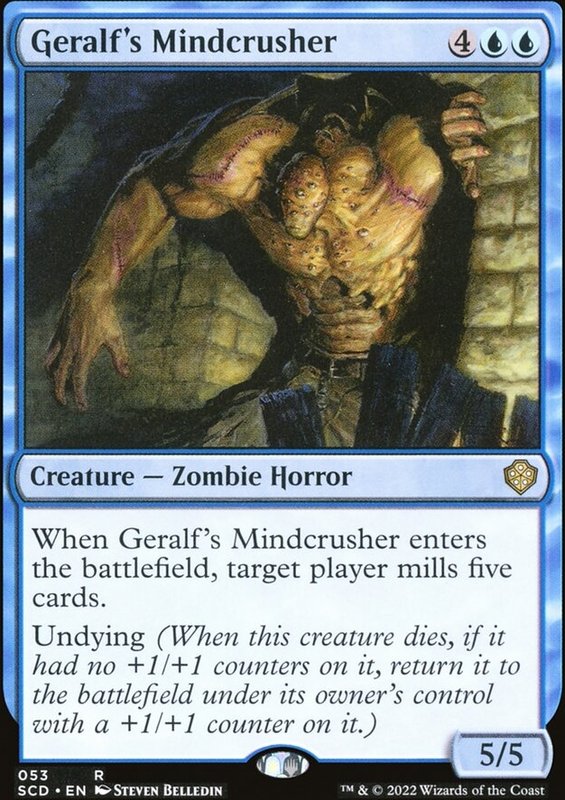 Geralf's Mindcrusher 4
Creature — Zombie Horror
When Geralf's Mindcrusher enters
the battlefield, target player mills five
cards.
Undying (When this creature dies, if it
had no +1/+1 counters on it, return it to
the battlefield under its owner's control
with a +1/+1 counter on it.)
5/5
053 R
SCD • EN Steven Belledin
™ & © 2022 Wizards of the Coast